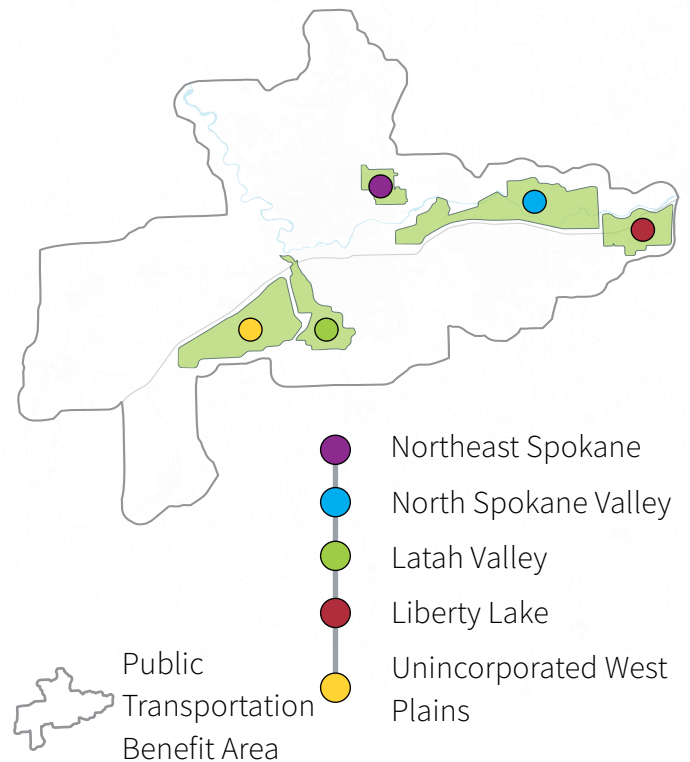 Northeast Spokane
North Spokane Valley
Latah Valley
Liberty Lake
Unincorporated West
Plains
Public
Transportation
Benefit Area